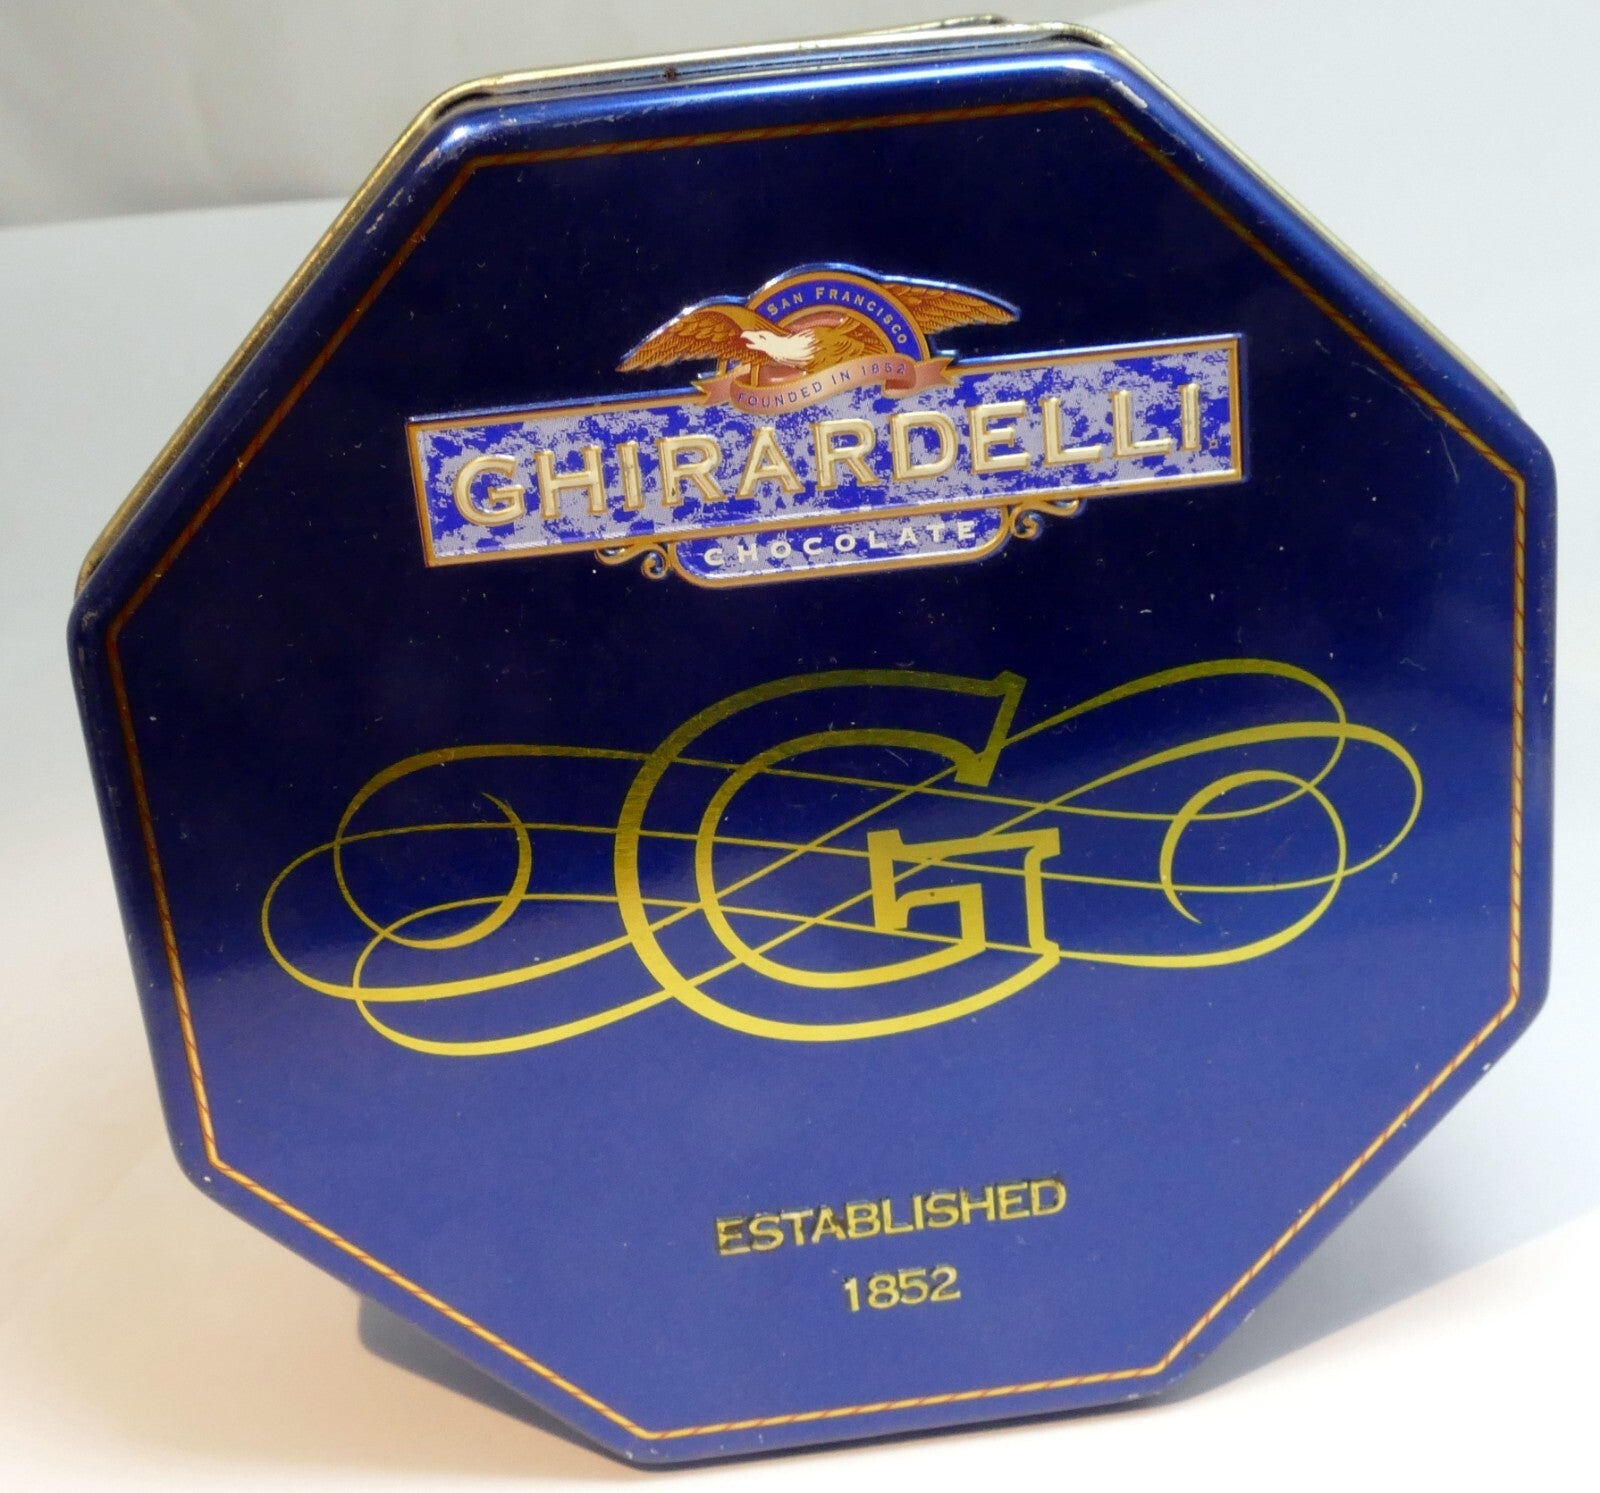 SAN FRANCISCO
FOUNDED IN 1852
GHIRARDELLI
CHOCOLATE
G
ESTABLISHED
1852